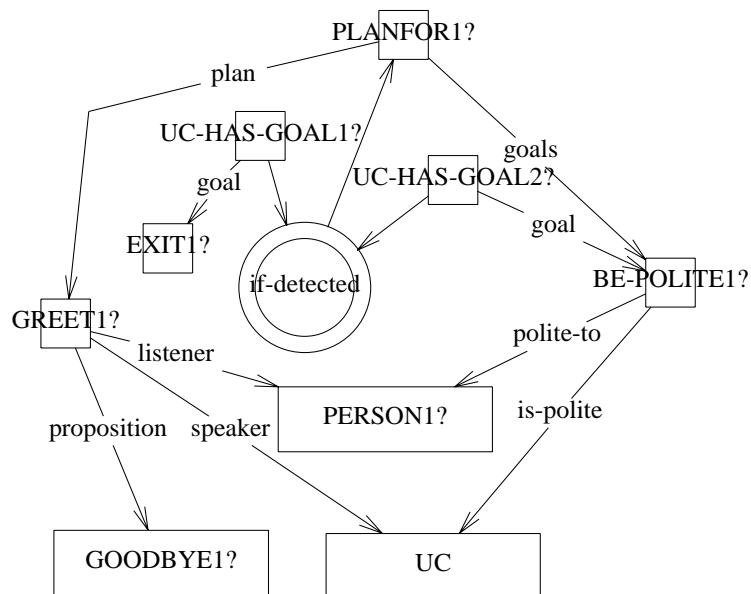 PLANFOR1?
plan
UC-HAS-GOAL1?
goals
goal
UC-HAS-GOAL2?
goal
EXIT1?
if-detected
BE-POLITE1?
GREET1?
listener
polite-to
PERSON1?
is-polite
proposition
speaker
GOODBYE1?
UC